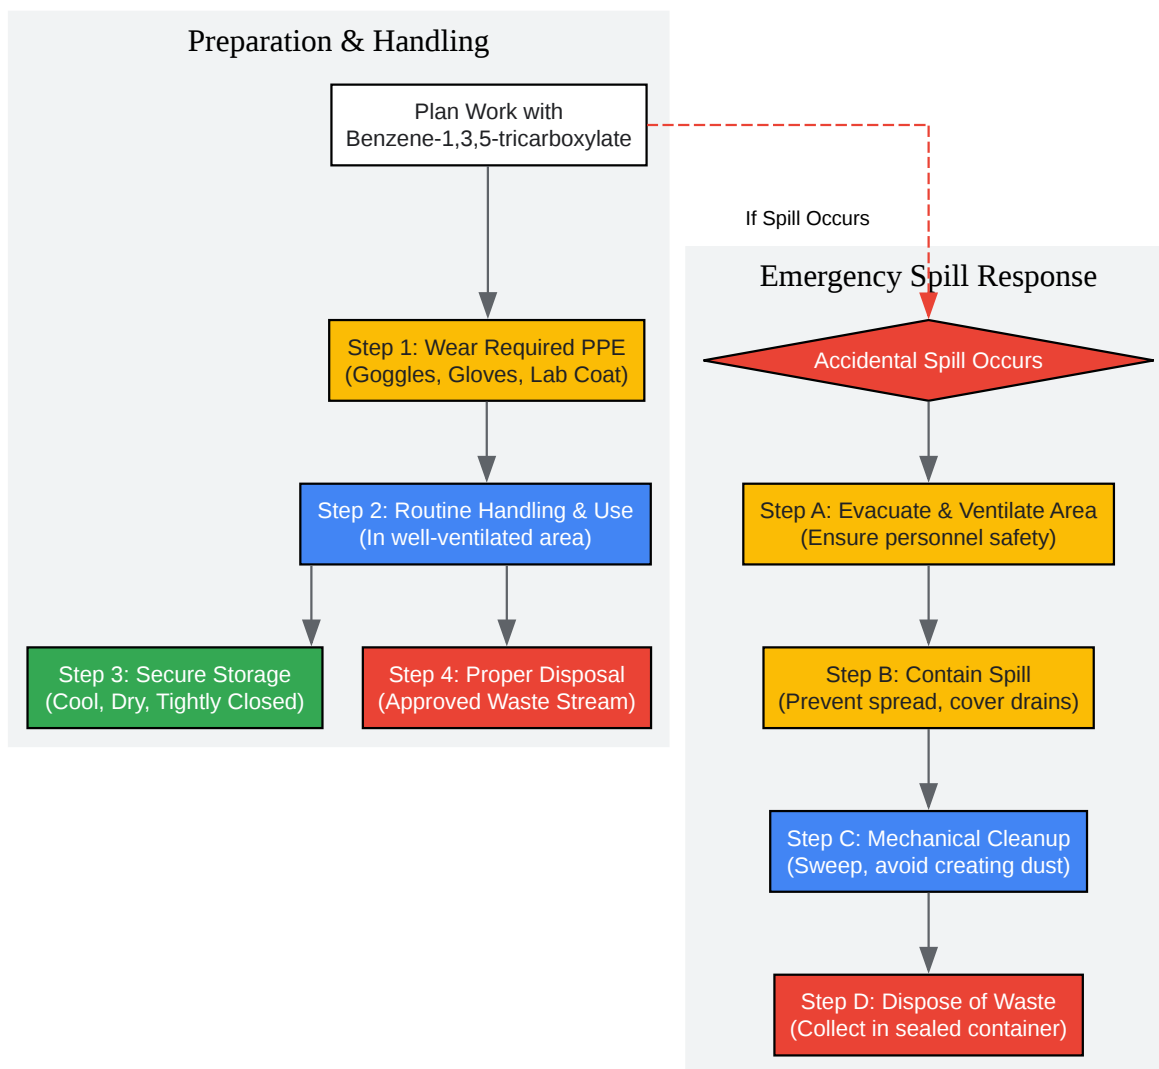 Preparation & Handling
Plan Work with
Benzene-1,3,5-tricarboxylate
If Spill Occurs
Step 1: Wear Required PPE
(Goggles, Gloves, Lab Coat)
Step 2: Routine Handling & Use
(In well-ventilated area)
Step 3: Secure Storage
(Cool, Dry, Tightly Closed)
Step 4: Proper Disposal
(Approved Waste Stream)
Emergency Spill Response
Accidental Spill Occurs
Step A: Evacuate & Ventilate Area
(Ensure personnel safety)
Step B: Contain Spill
(Prevent spread, cover drains)
Step C: Mechanical Cleanup
(Sweep, avoid creating dust)
Step D: Dispose of Waste
(Collect in sealed container)